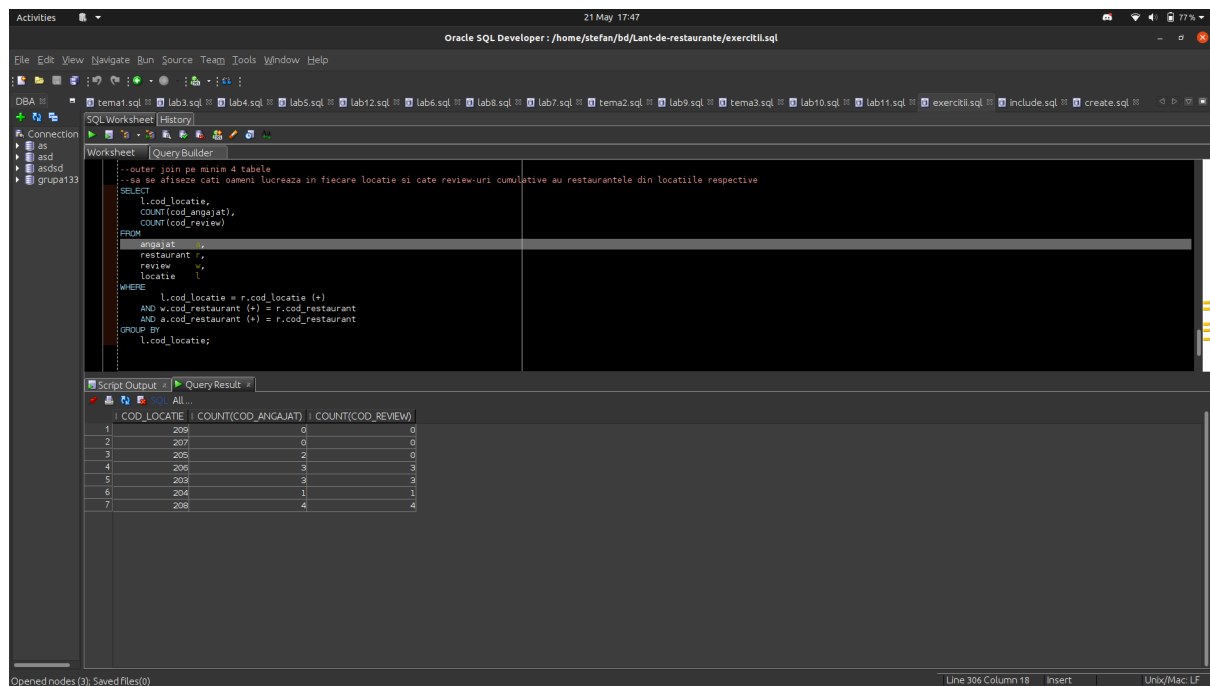 Activities
21 May 17:47
77 %
Oracle SQL Developer : /home/stefan/bd/Lant-de-restaurante/exercitii.sql
File Edit View Navigate Run Source Team Tools Window Help
DBA
tema1.sql lab3.sql lab4.sql lab5.sql lab12.sql lab6.sql lab8.sql lab7.sql tema2.sql lab9.sql tema3.sql lab10.sql lab11.sql exercitii.sql include.sql create.sql
SQL Worksheet History
Connection
as
asd
asdsd
grupa133
Worksheet Query Builder
--outer join pe minim 4 tabele
--sa se afiseze cati oameni lucreaza in fiecare locatie si cate review-uri cumulative au restaurantele din locatiile respective
SELECT
l.cod_locatie,
COUNT(cod_angajat),
COUNT(cod_review)
FROM
angajat a,
restaurant r,
review w,
locatie l
WHERE
l.cod_locatie = r.cod_locatie (+)
AND w.cod_restaurant (+) = r.cod_restaurant
AND a.cod_restaurant (+) = r.cod_restaurant
GROUP BY
l.cod_locatie;
Script Output Query Result
SQL All...
COD_LOCATIE COUNT(COD_ANGAJAT) COUNT(COD_REVIEW)
1 209 0 0
2 207 0 0
3 205 2 0
4 206 3 3
5 203 3 3
6 204 1 1
7 208 4 4
Opened nodes (3); Saved files(0)
Line 306 Column 18 Insert Unix/Mac: LF